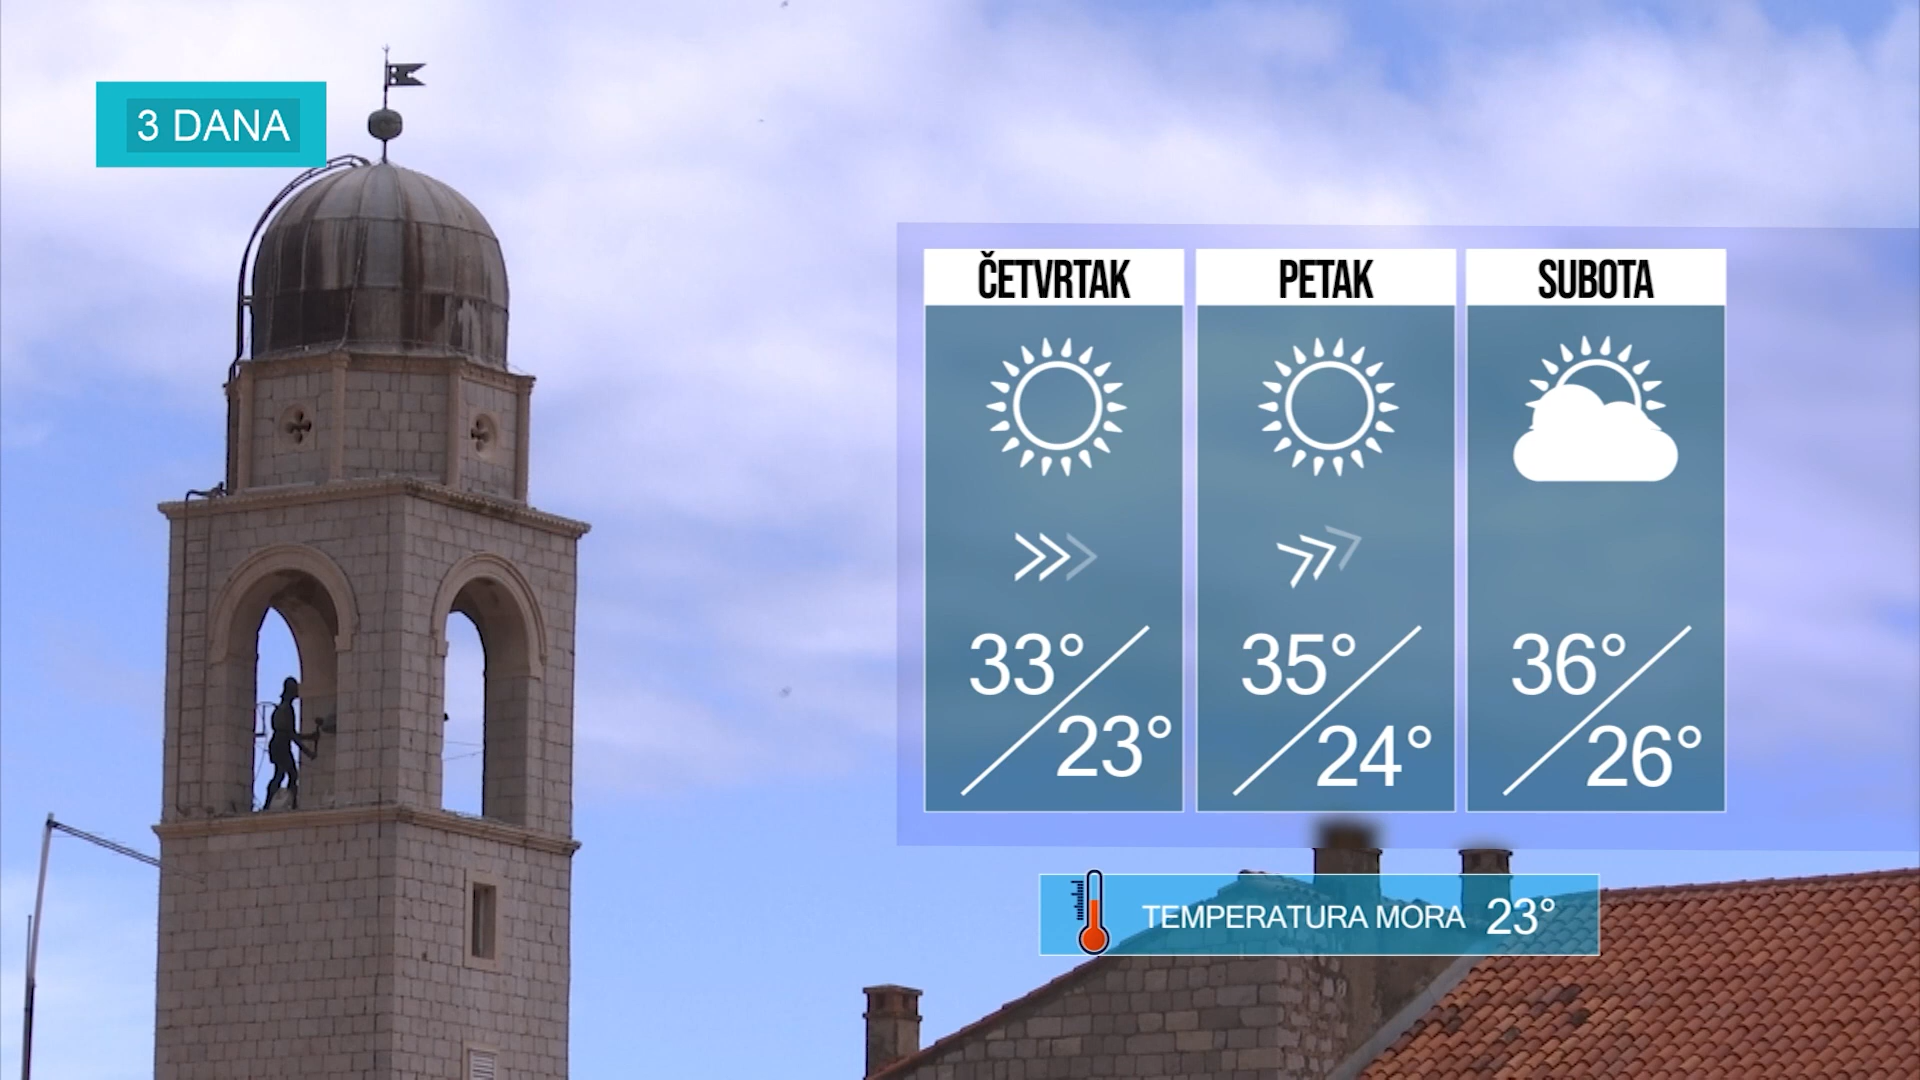 3 DANA
ČETVRTAK
33°
23°
PETAK
35°
24°
SUBOTA
36°
26°
TEMPERATURA MORA 23°